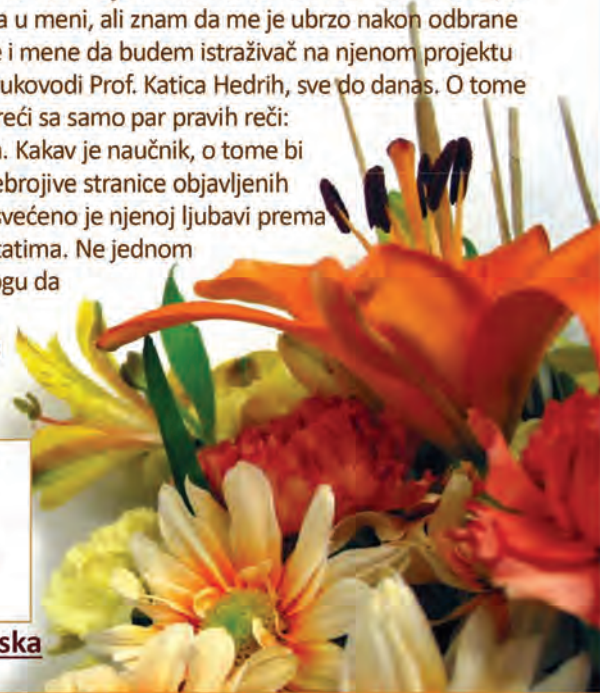 a u meni, ali znam da me je ubrzo nakon odbrane
e i mene da budem istraživač na njenom projektu
ukovodi Prof. Katica Hedrih, sve do danas. O tome
reći sa samo par pravih reči:
Kakav je naučnik, o tome bi
ebrojive stranice objavljenih
svećeno je njenoj ljubavi prema
tatima. Ne jednom
ogu da
ska